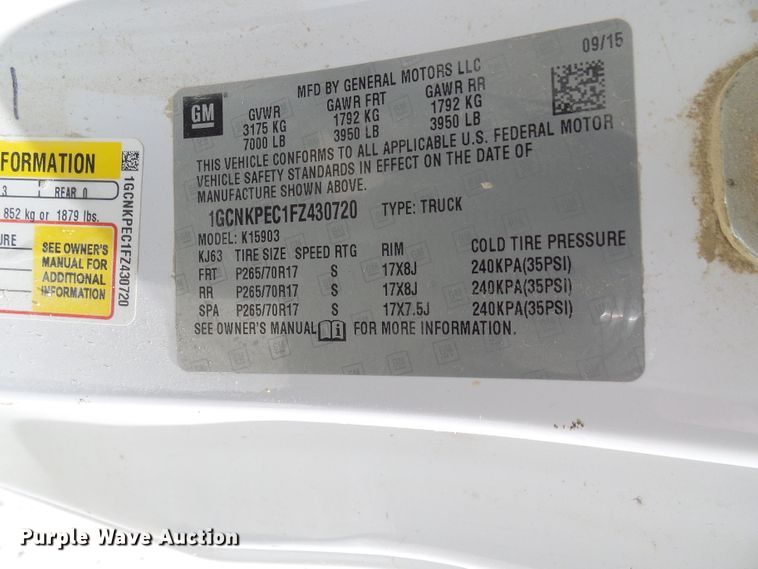 09/15
MFD BY GENERAL MOTORS LLC
GM
GVWR GAWR FRT GAWR RR
3175 KG 1792 KG 1792 KG
7000 LB 3950 LB 3950 LB
THIS VEHICLE CONFORMS TO ALL APPLICABLE U.S. FEDERAL MOTOR
VEHICLE SAFETY STANDARDS IN EFFECT ON THE DATE OF
MANUFACTURE SHOWN ABOVE.
1GCNKPEC1FZ430720 TYPE: TRUCK
MODEL: K15903
KJ63 TIRE SIZE SPEED RTG RIM COLD TIRE PRESSURE
FRT P265/70R17 S 17X8J 240KPA(35PSI)
RR P265/70R17 S 17X8J 240KPA(35PSI)
SPA P265/70R17 S 17X7.5J 240KPA(35PSI)
SEE OWNER'S MANUAL FOR MORE INFORMATION.
FORMATION
3 REAR 0
852 kg or 1879 lbs.
URE
SEE OWNER'S
MANUAL FOR
ADDITIONAL
INFORMATION
1GCNKPEC1FZ430720
Purple Wave Auction